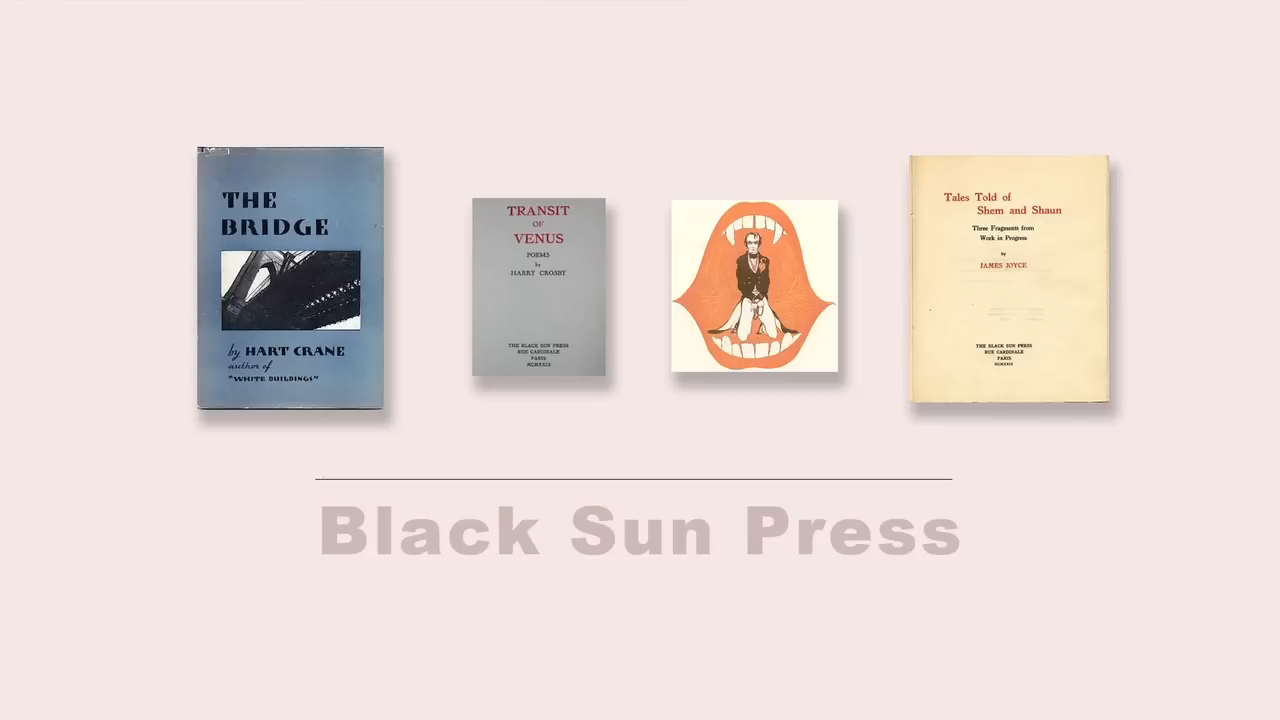 THE
BRIDGE
by HART CRANE
author of
"WHITE BUILDINGS"
TRANSIT
OF
VENUS
POEMS
by
HARRY CROSBY
THE BLACK SUN PRESS
RUE CARDINALE
PARIS
MCMXXIX
Tales Told of
Shem and Shaun
Three Fragments from
Work in Progress
by
JAMES JOYCE
THE BLACK SUN PRESS
RUE CARDINALE
PARIS
MCMXXIX
Black Sun Press